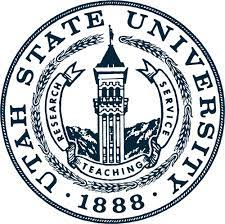 UTAH STATE UNIVERSITY
· 1888 ·
RESEARCH
TEACHING
SERVICE